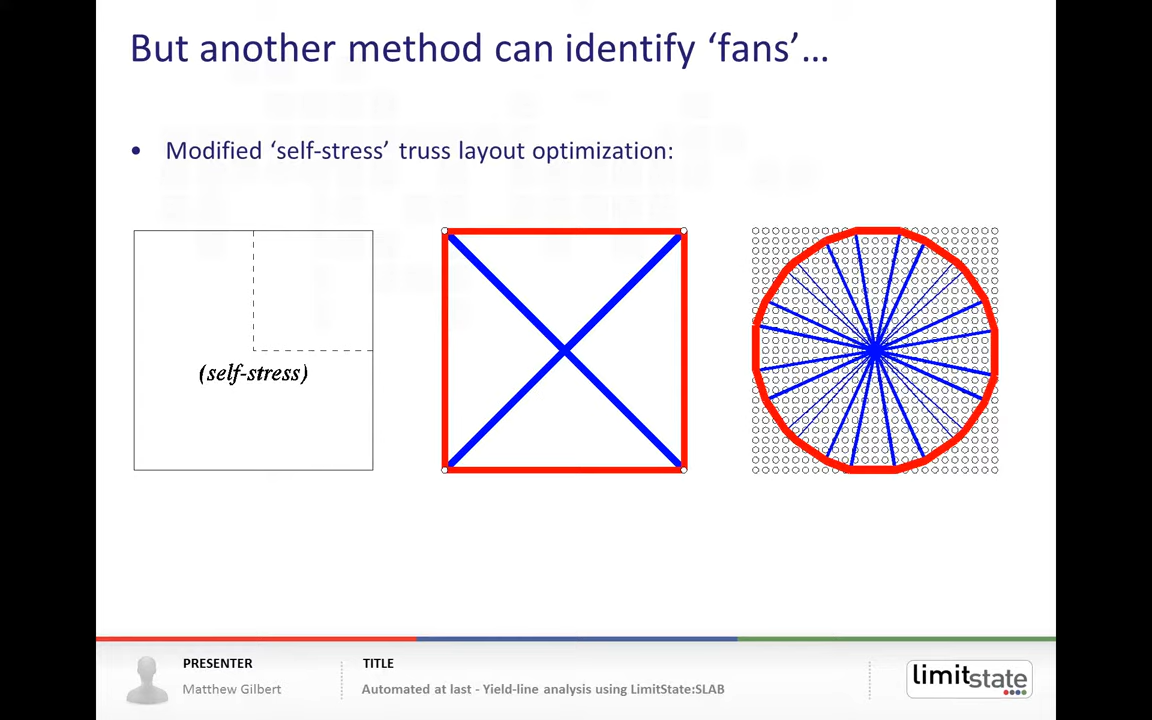 But another method can identify ‘fans’…
• Modified ‘self-stress’ truss layout optimization:
(self-stress)
PRESENTER
Matthew Gilbert
TITLE
Automated at last - Yield-line analysis using LimitState:SLAB
limitstate